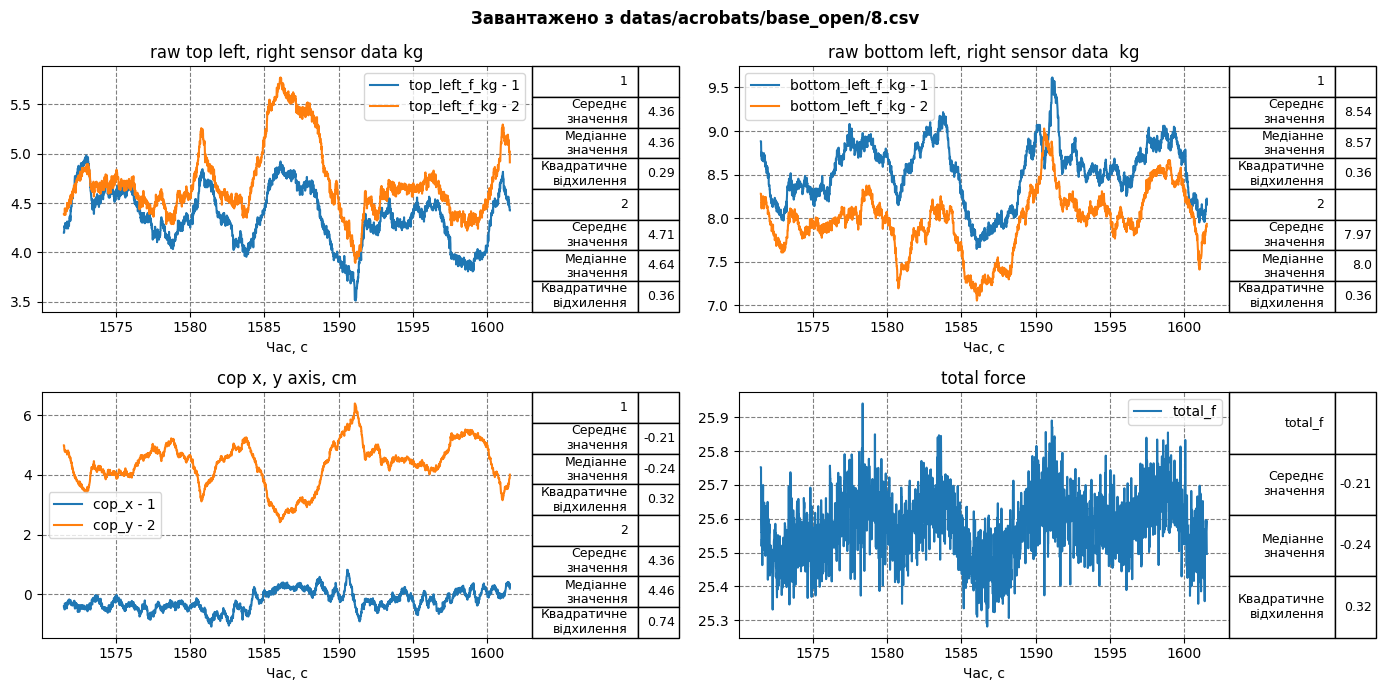 Завантажено з datas/acrobats/base_open/8.csv
raw top left, right sensor data kg
top_left_f_kg - 1
top_left_f_kg - 2
5.5
5.0
4.5
4.0
3.5
1575
1580
1585
1590
1595
1600
Час, с
1
Середнє
значення
4.36
Медіанне
значення
4.36
Квадратичне
відхилення
0.29
2
Середнє
значення
4.71
Медіанне
значення
4.64
Квадратичне
відхилення
0.36
raw bottom left, right sensor data  kg
bottom_left_f_kg - 1
bottom_left_f_kg - 2
9.5
9.0
8.5
8.0
7.5
7.0
1575
1580
1585
1590
1595
1600
Час, с
1
Середнє
значення
8.54
Медіанне
значення
8.57
Квадратичне
відхилення
0.36
2
Середнє
значення
7.97
Медіанне
значення
8.0
Квадратичне
відхилення
0.36
cop x, y axis, cm
6
4
2
0
cop_x - 1
cop_y - 2
1575
1580
1585
1590
1595
1600
Час, с
1
Середнє
значення
-0.21
Медіанне
значення
-0.24
Квадратичне
відхилення
0.32
2
Середнє
значення
4.36
Медіанне
значення
4.46
Квадратичне
відхилення
0.74
total force
total_f
25.9
25.8
25.7
25.6
25.5
25.4
25.3
1575
1580
1585
1590
1595
1600
Час, с
total_f
Середнє
значення
-0.21
Медіанне
значення
-0.24
Квадратичне
відхилення
0.32